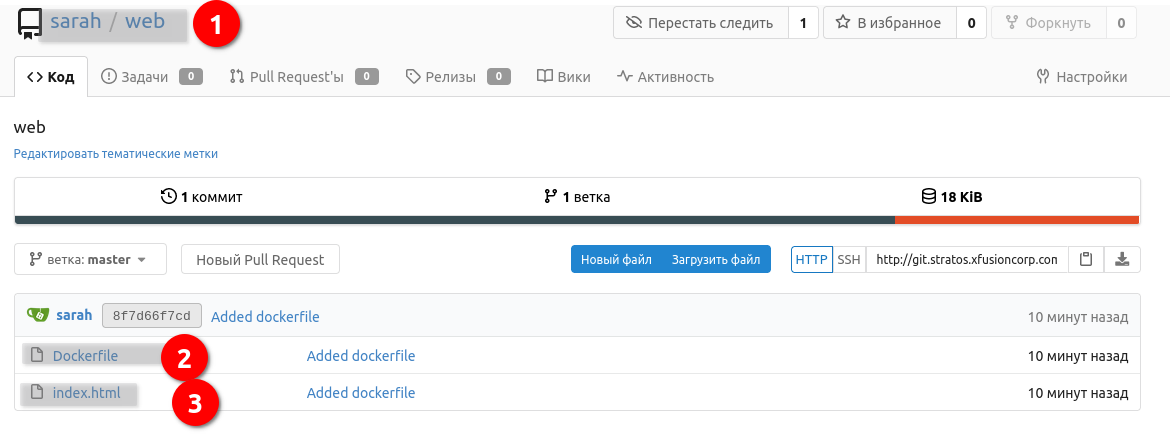 sarah / web 1 Перестать следить 1 В избранное 0 Форкнуть 0
Код Задачи 0 Pull Request'ы 0 Релизы 0 Вики Активность Настройки
web
Редактировать тематические метки
1 коммит 1 ветка 18 KiB
ветка: master Новый Pull Request Новый файл Загрузить файл HTTP SSH http://git.stratos.xfusioncorp.con
sarah 8f7d66f7cd Added dockerfile 10 минут назад
Dockerfile 2 Added dockerfile 10 минут назад
index.html 3 Added dockerfile 10 минут назад